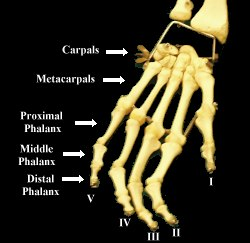 Carpals
Metacarpals
Proximal
Phalanx
Middle
Phalanx
Distal
Phalanx
I
V
IV
III
II